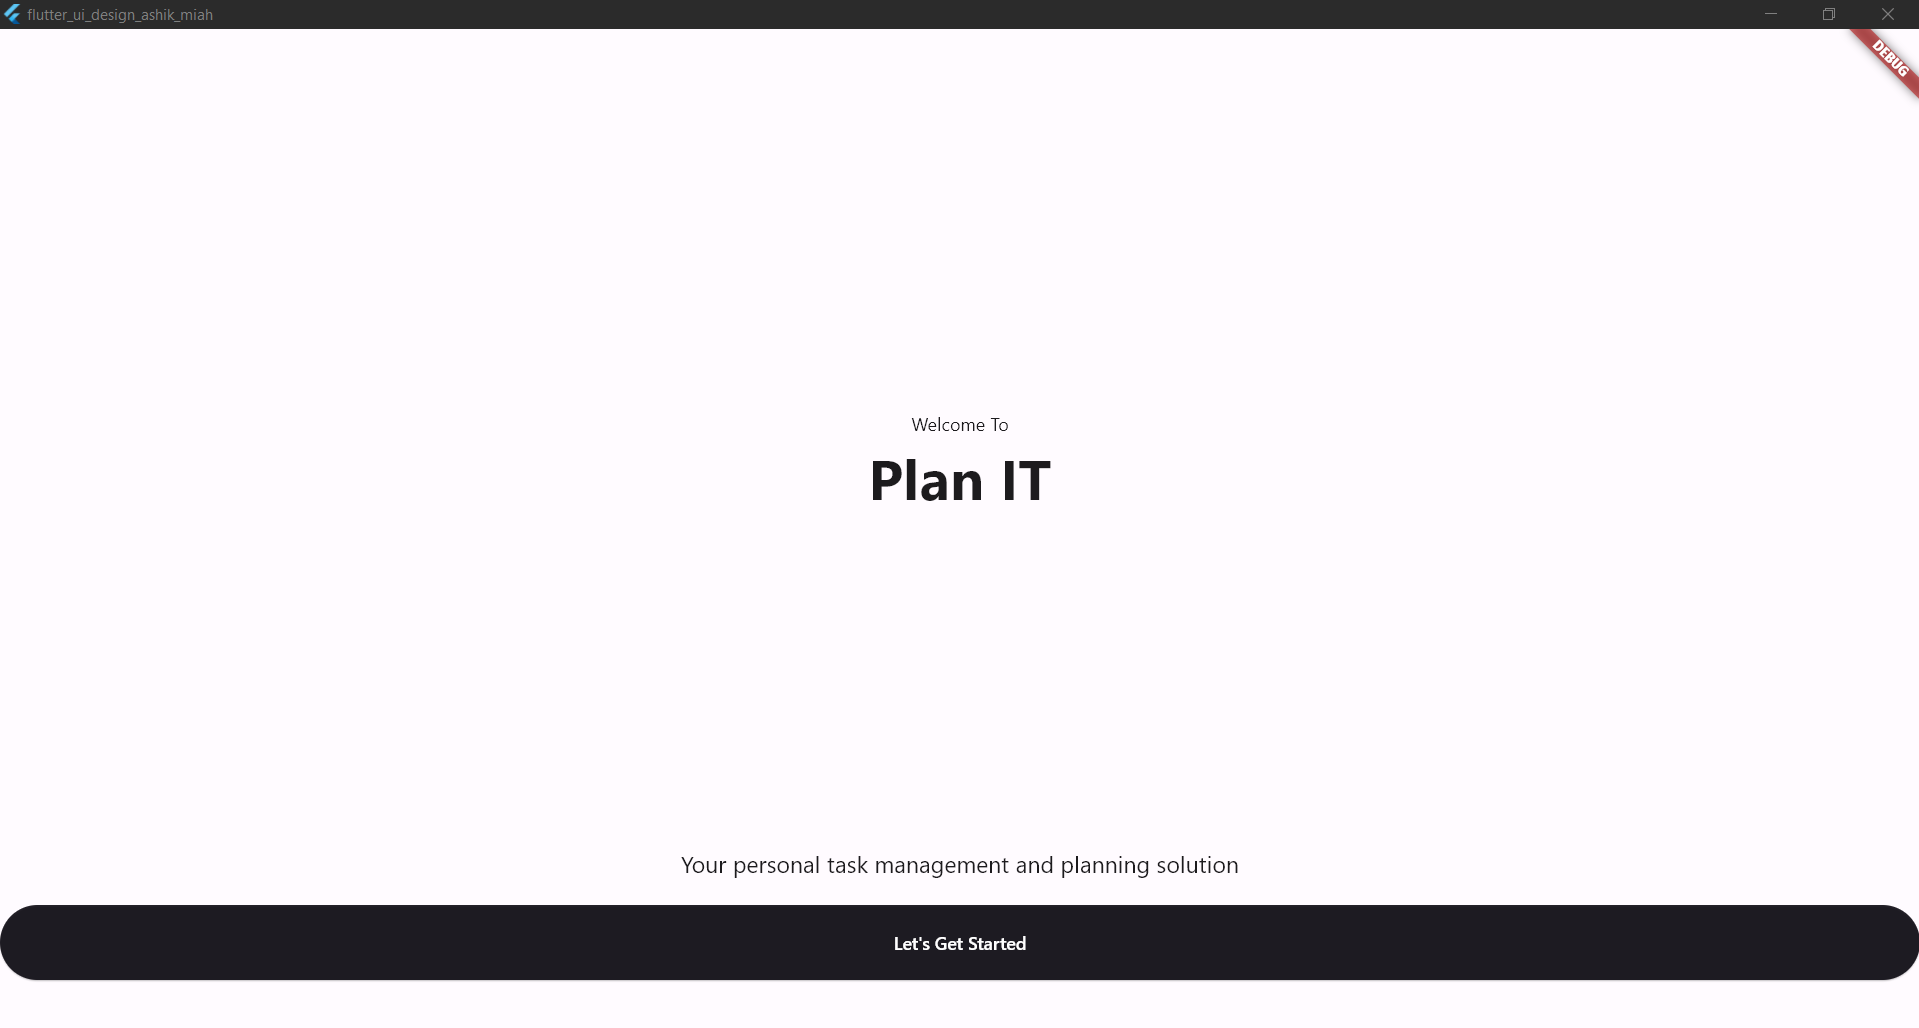 flutter_ui_design_ashik_miah
DEBUG
Welcome To
Plan IT
Your personal task management and planning solution
Let's Get Started